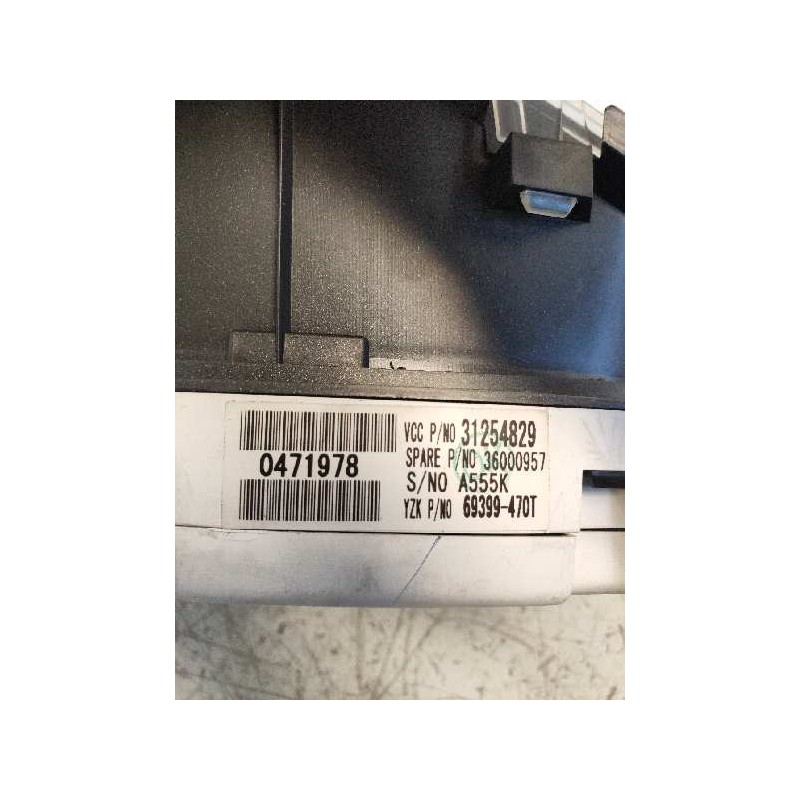 VCC P/NO 31254829
SPARE P/NO 36000957
0471978
S/NO A555K
YZK P/NO 69399-470T